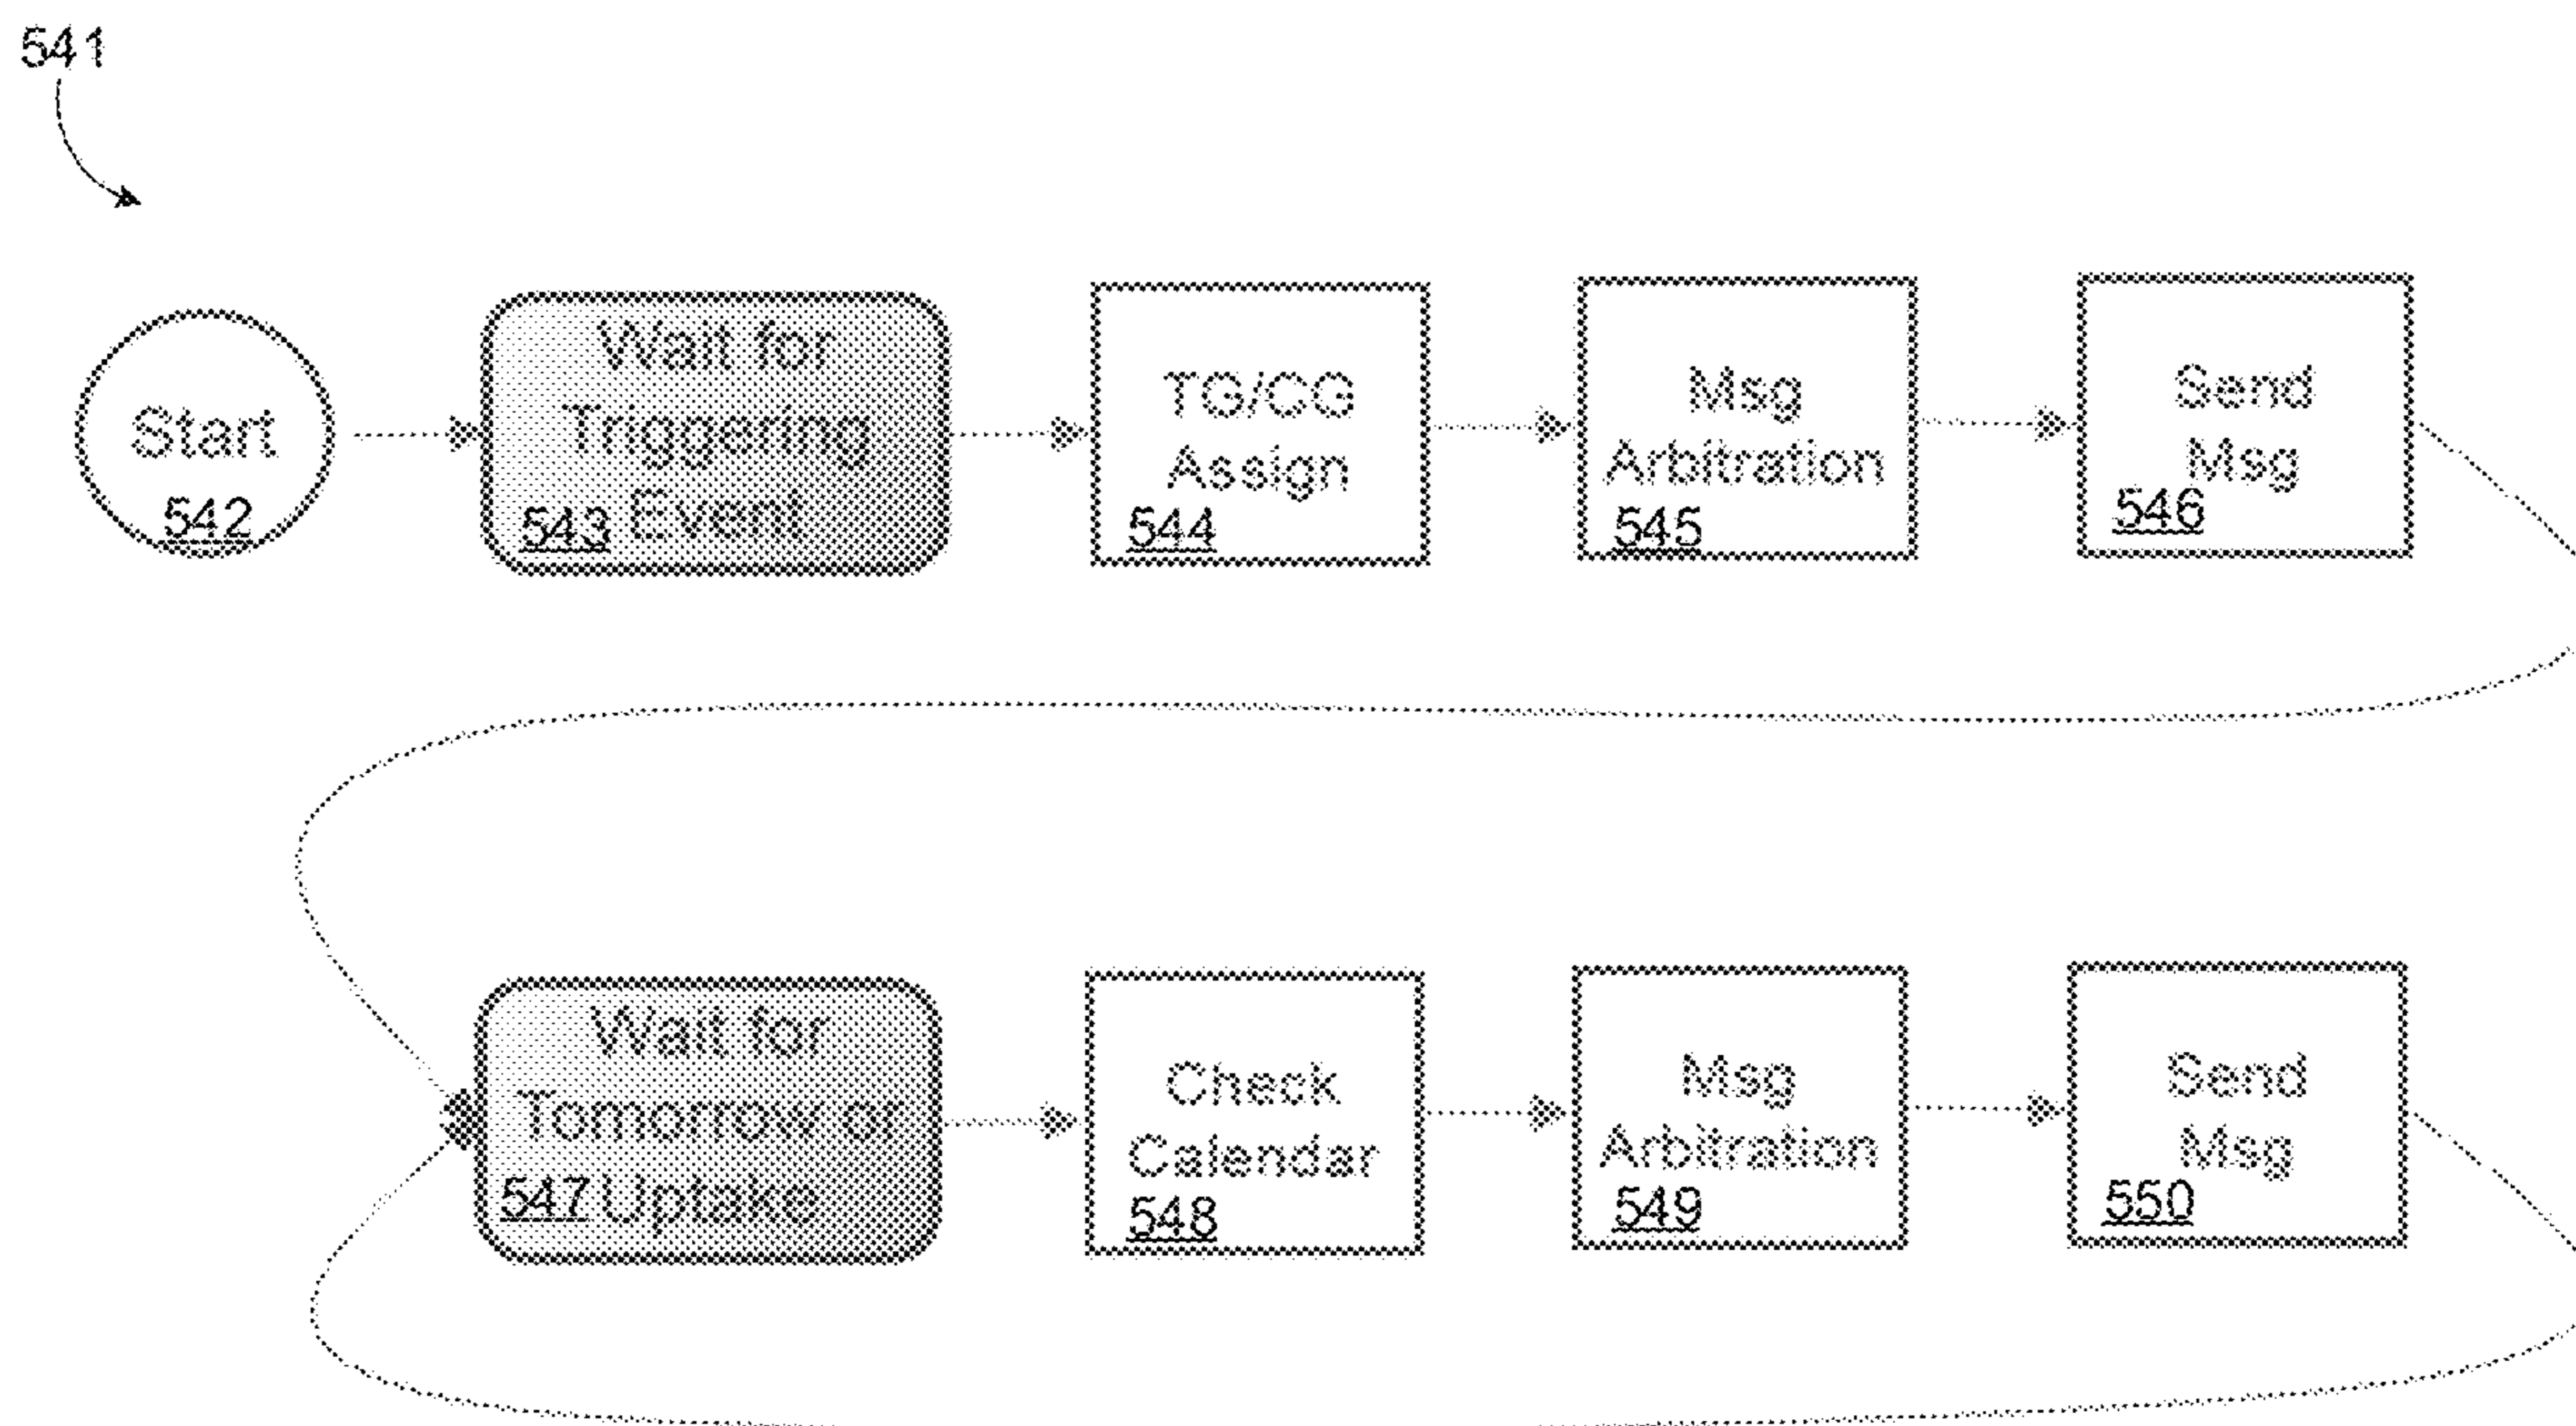 541
Start
542
Wait for
Triggering
543 Event
TG/CG
Assign
544
Msg
Arbitration
545
Send
Msg
546
Wait for
Tomorrow or
547 Uptake
Check
Calendar
548
Msg
Arbitration
549
Send
Msg
550